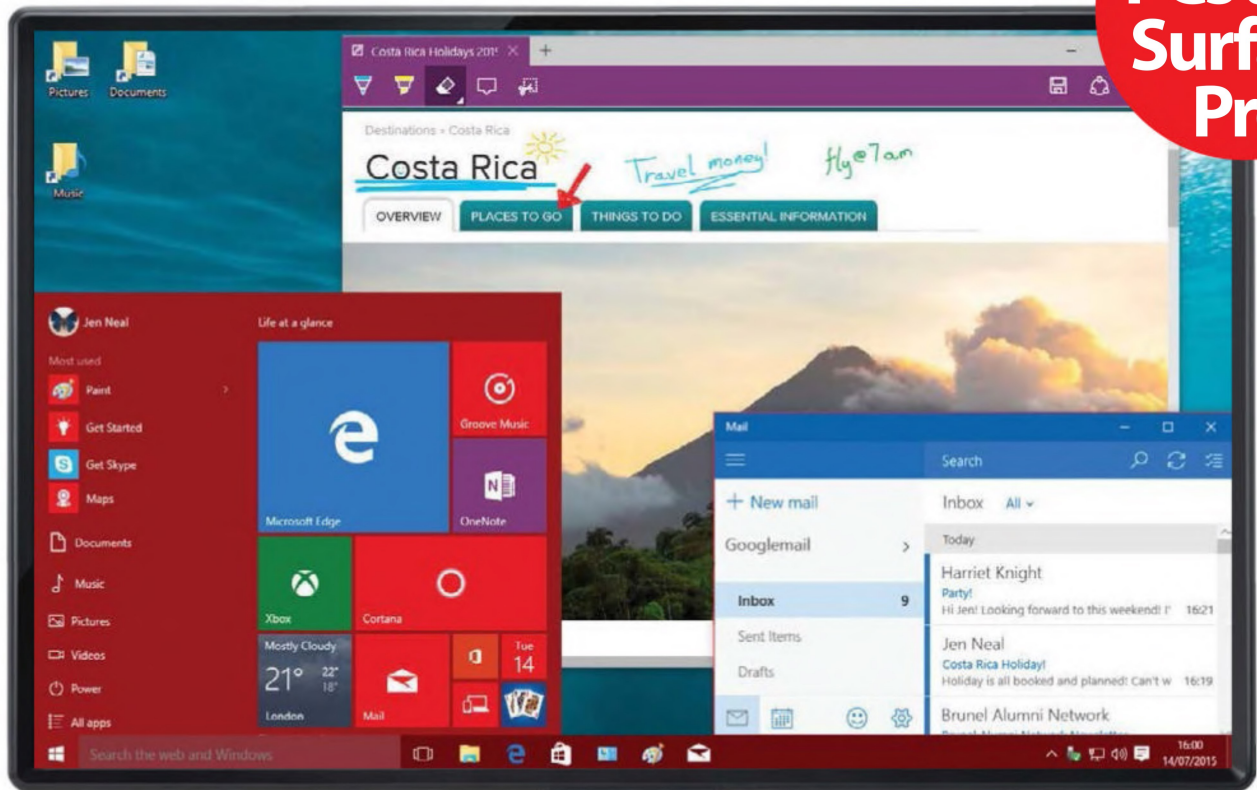 Surf
Pr
Pictures
Documents
Music
Costa Rica Holidays 201
Destinations » Costa Rica
Costa Rica
Travel money!
fly@7am
OVERVIEW
PLACES TO GO
THINGS TO DO
ESSENTIAL INFORMATION
Jen Neal
Most used
Paint
Get Started
Get Skype
Maps
Documents
Music
Pictures
Videos
Power
All apps
Life at a glance
Microsoft Edge
Groove Music
OneNote
Xbox
Cortana
Mostly Cloudy
21° 22°
18°
London
Mail
Tue
14
Mail
Search
+ New mail
Googlemail
Inbox 9
Sent Items
Drafts
Inbox All
Today
Harriet Knight
Party!
Hi Jen! Looking forward to this weekend! I' 16:21
Jen Neal
Costa Rica Holiday!
Holiday is all booked and planned! Can't w 16:19
Brunel Alumni Network
Search the web and Windows
16:00
14/07/2015